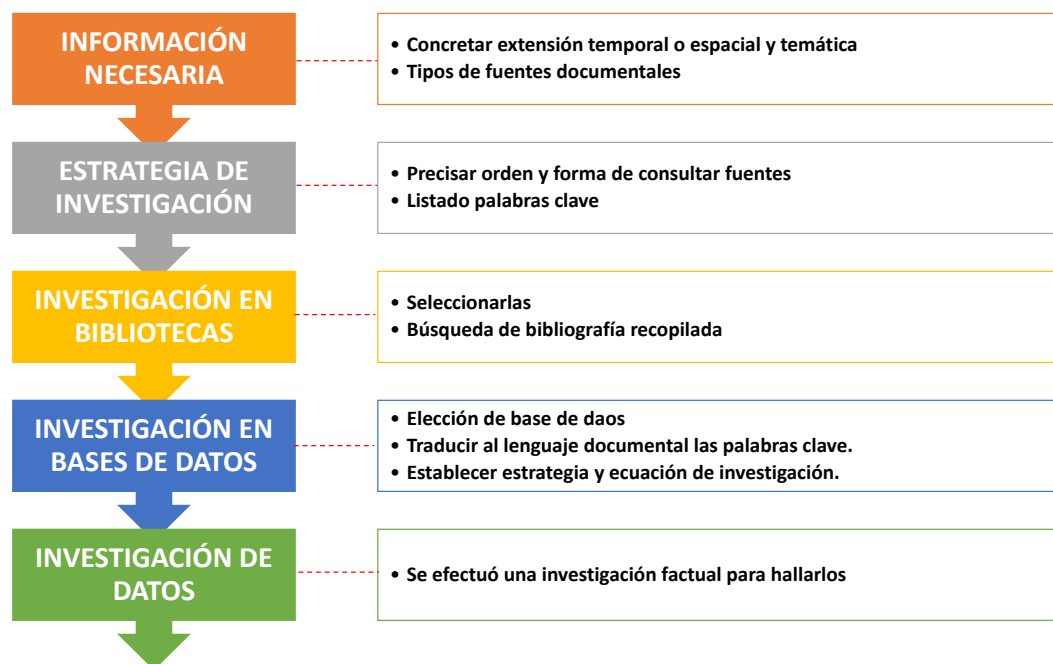 INFORMACIÓN
NECESARIA
• Concretar extensión temporal o espacial y temática
• Tipos de fuentes documentales
ESTRATEGIA DE
INVESTIGACIÓN
• Precisar orden y forma de consultar fuentes
• Listado palabras clave
INVESTIGACIÓN EN
BIBLIOTECAS
• Seleccionarlas
• Búsqueda de bibliografía recopilada
INVESTIGACIÓN EN
BASES DE DATOS
• Elección de base de daos
• Traducir al lenguaje documental las palabras clave.
• Establecer estrategia y ecuación de investigación.
INVESTIGACIÓN DE
DATOS
• Se efectuó una investigación factual para hallarlos